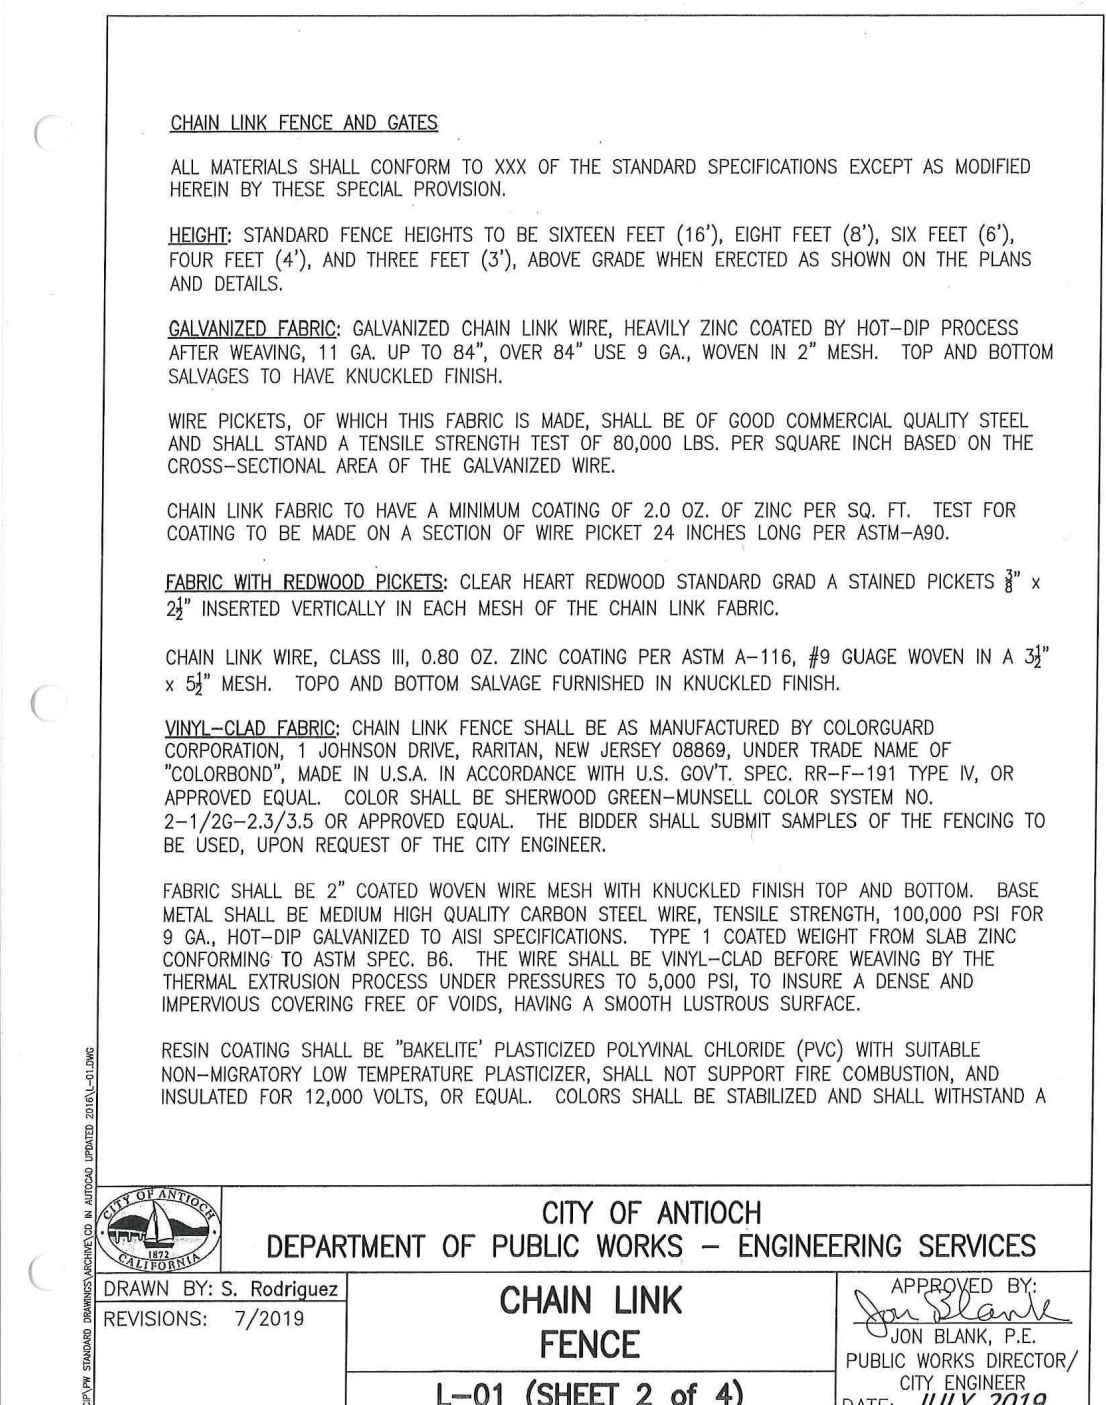 CHAIN LINK FENCE AND GATES
ALL MATERIALS SHALL CONFORM TO XXX OF THE STANDARD SPECIFICATIONS EXCEPT AS MODIFIED
HEREIN BY THESE SPECIAL PROVISION.
HEIGHT: STANDARD FENCE HEIGHTS TO BE SIXTEEN FEET (16'), EIGHT FEET (8'), SIX FEET (6'),
FOUR FEET (4'), AND THREE FEET (3'), ABOVE GRADE WHEN ERECTED AS SHOWN ON THE PLANS
AND DETAILS.
GALVANIZED FABRIC: GALVANIZED CHAIN LINK WIRE, HEAVILY ZINC COATED BY HOT-DIP PROCESS
AFTER WEAVING, 11 GA. UP TO 84", OVER 84" USE 9 GA., WOVEN IN 2" MESH. TOP AND BOTTOM
SALVAGES TO HAVE KNUCKLED FINISH.
WIRE PICKETS, OF WHICH THIS FABRIC IS MADE, SHALL BE OF GOOD COMMERCIAL QUALITY STEEL
AND SHALL STAND A TENSILE STRENGTH TEST OF 80,000 LBS. PER SQUARE INCH BASED ON THE
CROSS-SECTIONAL AREA OF THE GALVANIZED WIRE.
CHAIN LINK FABRIC TO HAVE A MINIMUM COATING OF 2.0 OZ. OF ZINC PER SQ. FT. TEST FOR
COATING TO BE MADE ON A SECTION OF WIRE PICKET 24 INCHES LONG PER ASTM-A90.
FABRIC WITH REDWOOD PICKETS: CLEAR HEART REDWOOD STANDARD GRAD A STAINED PICKETS 3/8" x
2 1/2" INSERTED VERTICALLY IN EACH MESH OF THE CHAIN LINK FABRIC.
CHAIN LINK WIRE, CLASS III, 0.80 OZ. ZINC COATING PER ASTM A-116, #9 GUAGE WOVEN IN A 3 1/2"
x 5 1/2" MESH. TOPO AND BOTTOM SALVAGE FURNISHED IN KNUCKLED FINISH.
VINYL-CLAD FABRIC: CHAIN LINK FENCE SHALL BE AS MANUFACTURED BY COLORGUARD
CORPORATION, 1 JOHNSON DRIVE, RARITAN, NEW JERSEY 08869, UNDER TRADE NAME OF
"COLORBOND", MADE IN U.S.A. IN ACCORDANCE WITH U.S. GOV'T. SPEC. RR-F-191 TYPE IV, OR
APPROVED EQUAL. COLOR SHALL BE SHERWOOD GREEN-MUNSELL COLOR SYSTEM NO.
2-1/2G-2.3/3.5 OR APPROVED EQUAL. THE BIDDER SHALL SUBMIT SAMPLES OF THE FENCING TO
BE USED, UPON REQUEST OF THE CITY ENGINEER.
FABRIC SHALL BE 2" COATED WOVEN WIRE MESH WITH KNUCKLED FINISH TOP AND BOTTOM. BASE
METAL SHALL BE MEDIUM HIGH QUALITY CARBON STEEL WIRE, TENSILE STRENGTH, 100,000 PSI FOR
9 GA., HOT-DIP GALVANIZED TO AISI SPECIFICATIONS. TYPE 1 COATED WEIGHT FROM SLAB ZINC
CONFORMING TO ASTM SPEC. B6. THE WIRE SHALL BE VINYL-CLAD BEFORE WEAVING BY THE
THERMAL EXTRUSION PROCESS UNDER PRESSURES TO 5,000 PSI, TO INSURE A DENSE AND
IMPERVIOUS COVERING FREE OF VOIDS, HAVING A SMOOTH LUSTROUS SURFACE.
RESIN COATING SHALL BE "BAKELITE' PLASTICIZED POLYVINAL CHLORIDE (PVC) WITH SUITABLE
NON-MIGRATORY LOW TEMPERATURE PLASTICIZER, SHALL NOT SUPPORT FIRE COMBUSTION, AND
INSULATED FOR 12,000 VOLTS, OR EQUAL. COLORS SHALL BE STABILIZED AND SHALL WITHSTAND A
CIP\PW STANDARD DRAWINGS\ARCHIVE\CD IN AUTOCAD UPDATED 2016\L-01.DWG
CITY OF ANTIOCH
1872
CALIFORNIA
CITY OF ANTIOCH
DEPARTMENT OF PUBLIC WORKS - ENGINEERING SERVICES
DRAWN BY: S. Rodriguez
REVISIONS: 7/2019
CHAIN LINK
FENCE
L-01 (SHEET 2 of 4)
APPROVED BY:
Jon Blank
JON BLANK, P.E.
PUBLIC WORKS DIRECTOR/
CITY ENGINEER
DATE: JULY 2019